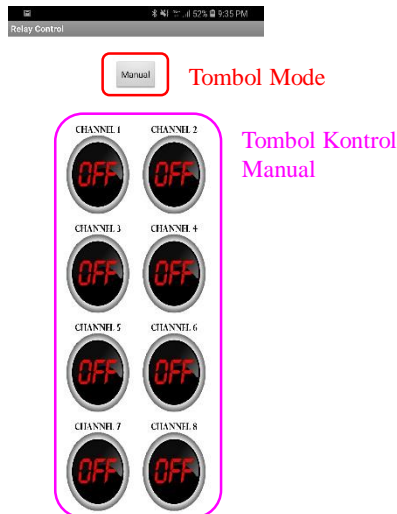 52% 9:35 PM
Relay Control
Manual
Tombol Mode
CHANNEL 1 CHANNEL 2
Tombol Kontrol
Manual
OFF OFF
CHANNEL 3 CHANNEL 4
OFF OFF
CHANNEL 5 CHANNEL 6
OFF OFF
CHANNEL 7 CHANNEL 8
OFF OFF